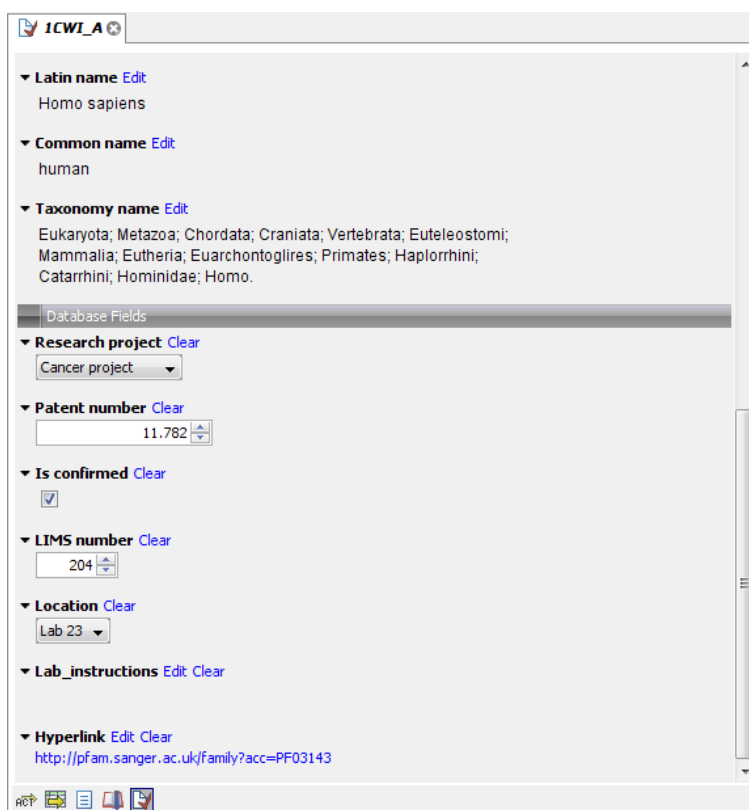 1CWI_A
Latin name Edit
Homo sapiens
Common name Edit
human
Taxonomy name Edit
Eukaryota; Metazoa; Chordata; Craniata; Vertebrata; Euteleostomi;
Mammalia; Eutheria; Euarchontoglires; Primates; Haplorrhini;
Catarrhini; Hominidae; Homo.
Database Fields
Research project Clear
Cancer project
Patent number Clear
11.782
Is confirmed Clear
LIMS number Clear
204
Location Clear
Lab 23
Lab_instructions Edit Clear
Hyperlink Edit Clear
http://pfam.sanger.ac.uk/family?acc=PF03143
ACT